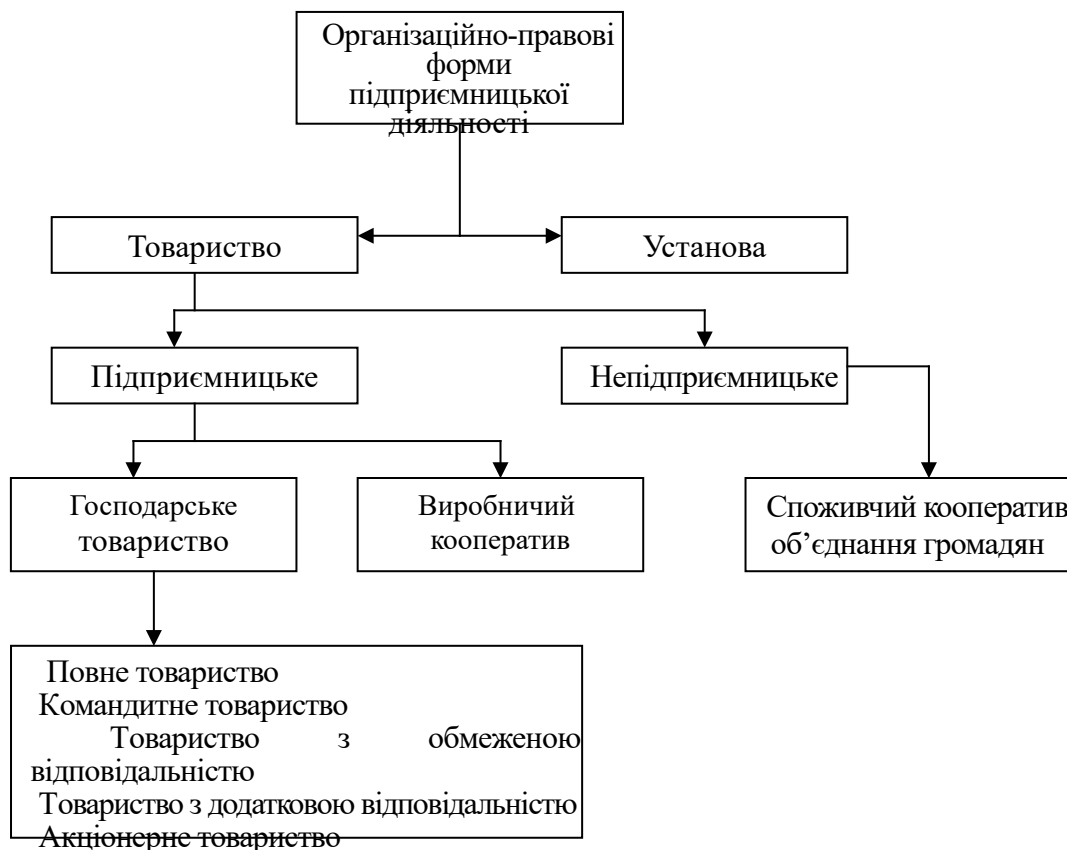 Організаційно-правові
форми
підприємницької
діяльності
Товариство
Установа
Підприємницьке
Непідприємницьке
Господарське
товариство
Виробничий
кооператив
Споживчий кооператив
об’єднання громадян
Повне товариство
Командитне товариство
Товариство з обмеженою
відповідальністю
Товариство з додатковою відповідальністю
Акціонерне товариство